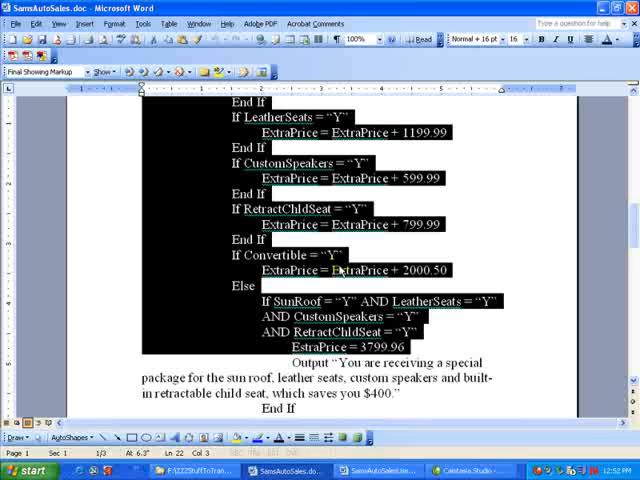 SamsAutoSales.doc - Microsoft Word
File Edit View Insert Format Tools Table Window Help Adobe PDF Acrobat Comments
Type a question for help
100% Read Normal + 16 pt 16
Final Showing Markup Show
End If
If LeatherSeats = “Y”
ExtraPrice = ExtraPrice + 1199.99
End If
If CustomSpeakers = “Y”
ExtraPrice = ExtraPrice + 599.99
End If
If RetractChldSeat = “Y”
ExtraPrice = ExtraPrice + 799.99
End If
If Convertible = “Y”
ExtraPrice = ExtraPrice + 2000.50
Else
If SunRoof = “Y” AND LeatherSeats = “Y”
AND CustomSpeakers = “Y”
AND RetractChldSeat = “Y”
EstraPrice = 3799.96
Output “You are receiving a special
package for the sun roof, leather seats, custom speakers and built-
in retractable child seat, which saves you $400.”
End If
Draw AutoShapes
Page 1 Sec 1 1/3 At 6.3" Ln 22 Col 3
start F:\ZZZStuffToTran... SamsAutoSales.do... SamsAutoSalesUse... Camtasia Studio - ... 12:52 PM